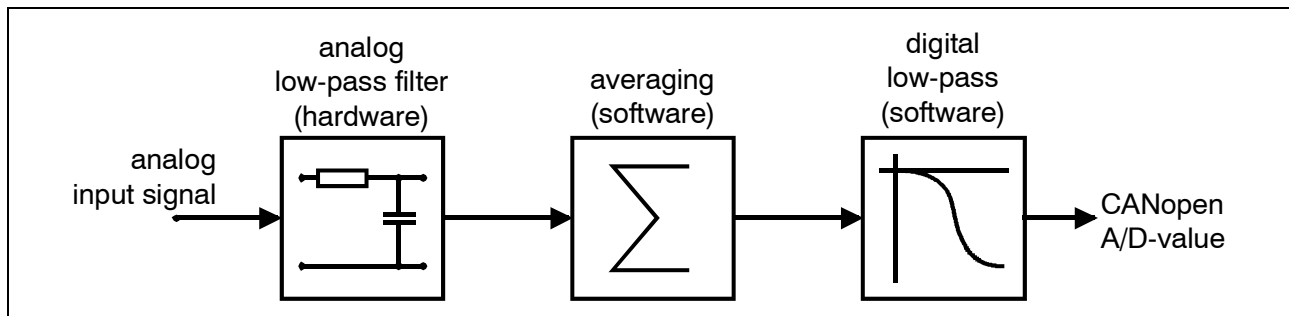 analog
low-pass filter
(hardware)
averaging
(software)
digital
low-pass
(software)
analog
input signal
CANopen
A/D-value